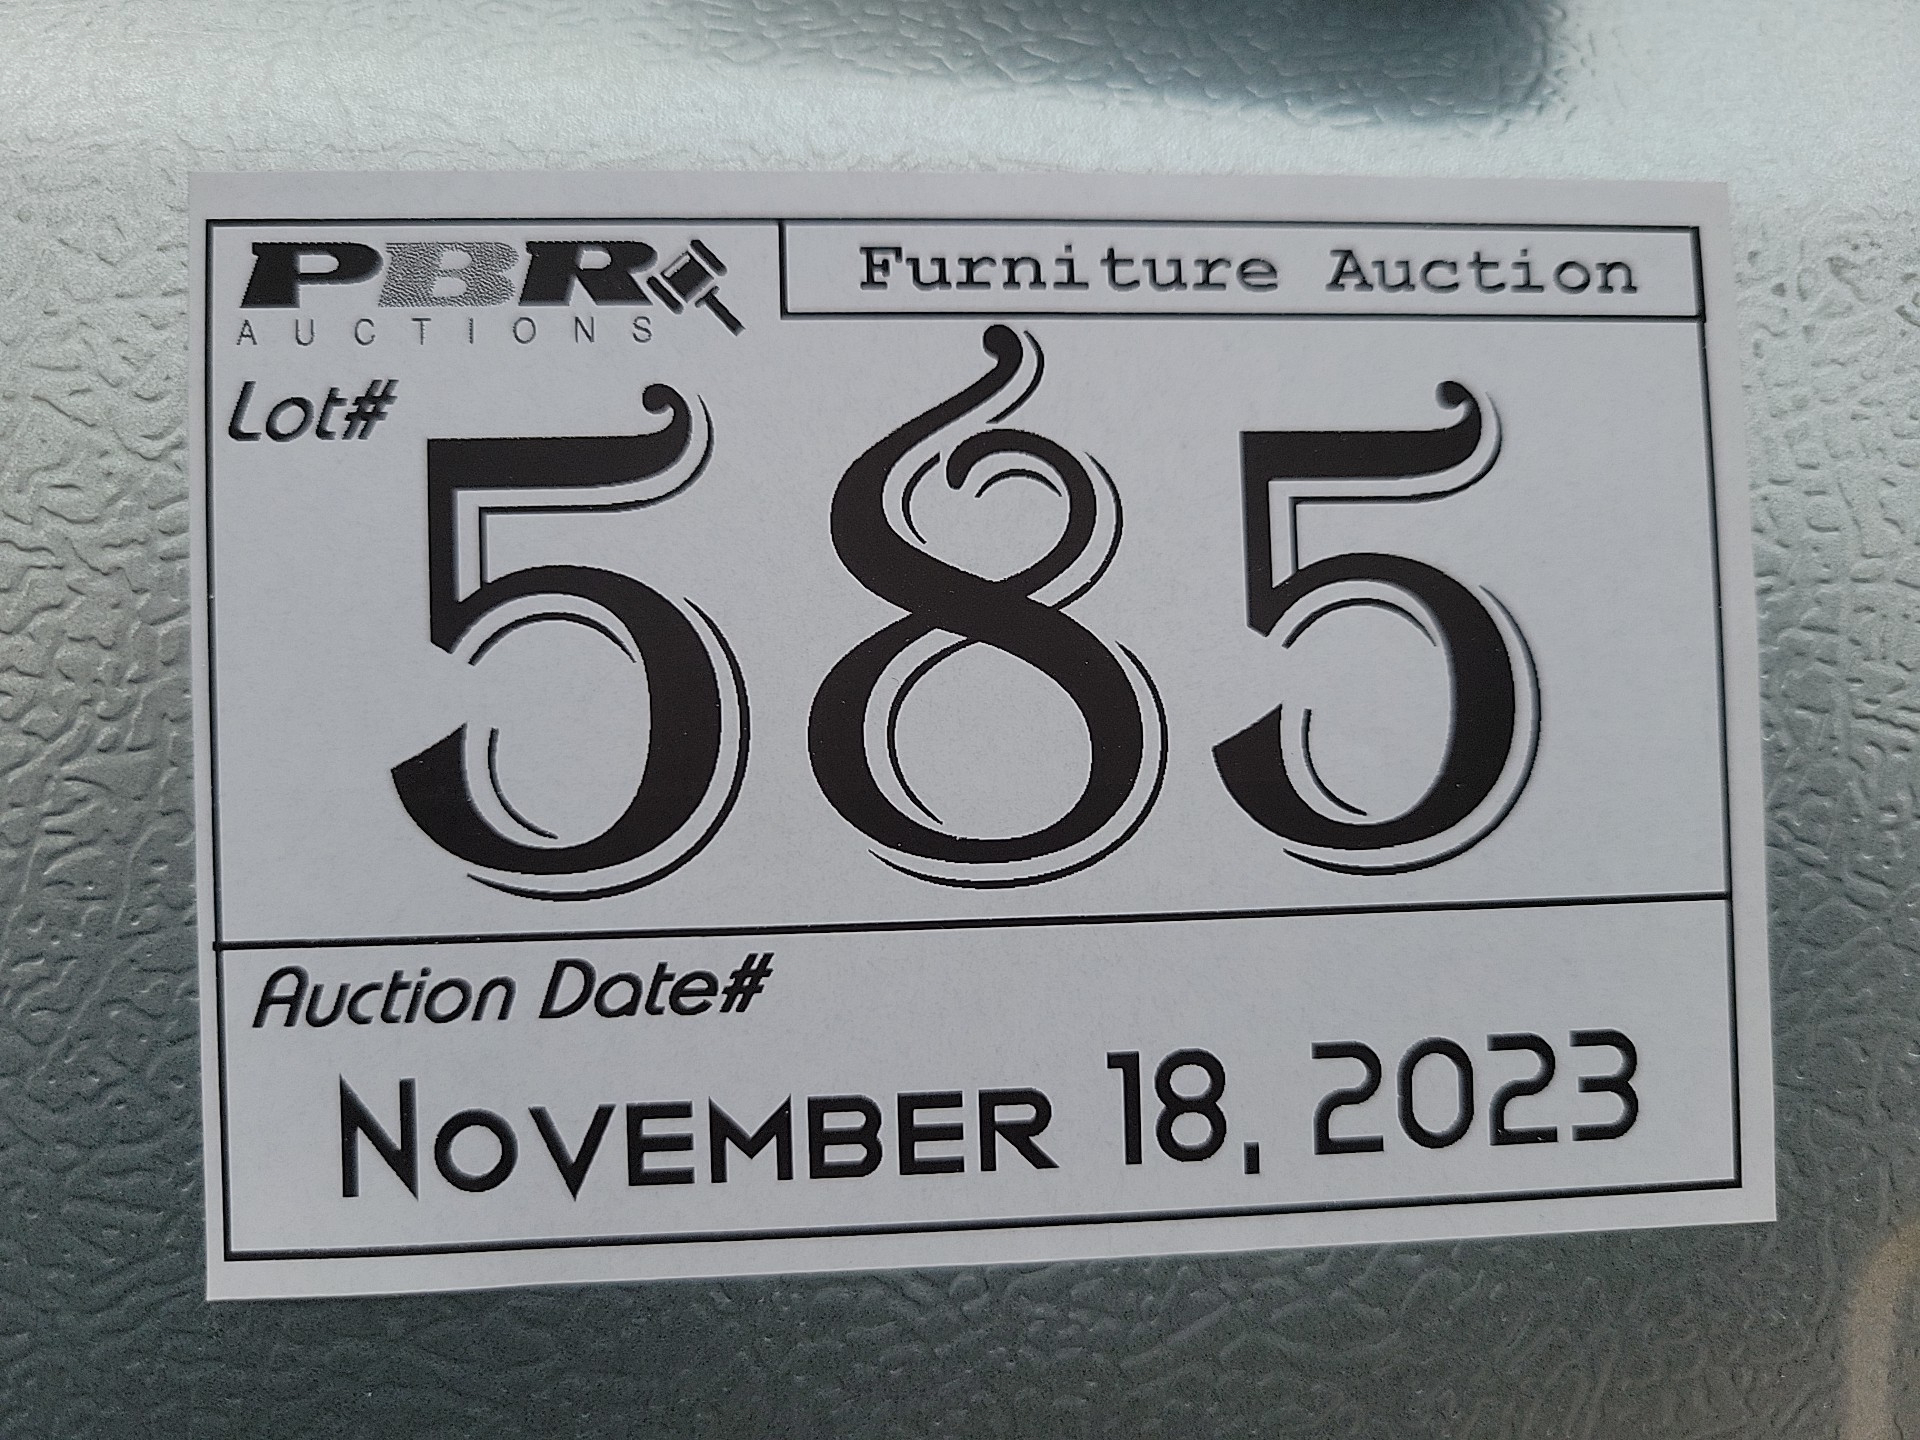 PBR
AUCTIONS
Furniture Auction
Lot#
585
Auction Date#
November 18, 2023